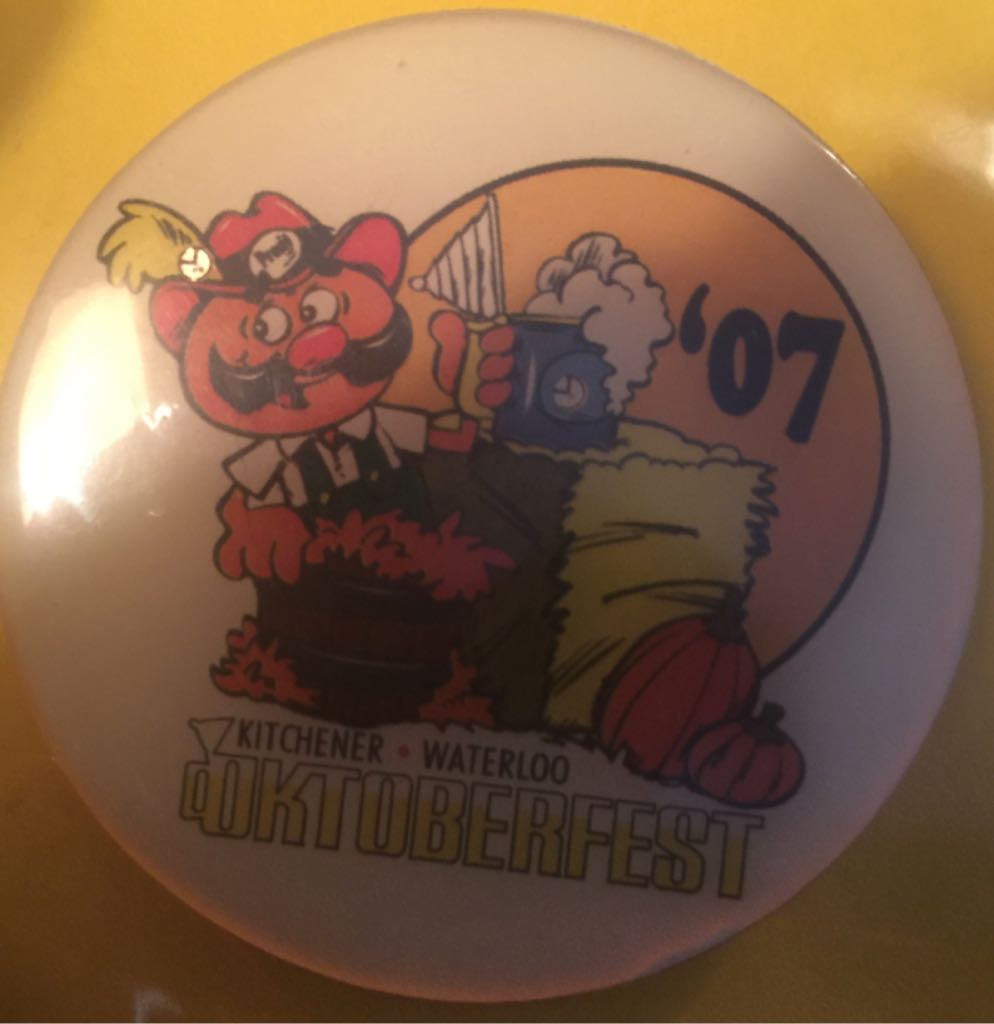 '07
KITCHENER • WATERLOO
OKTOBERFEST